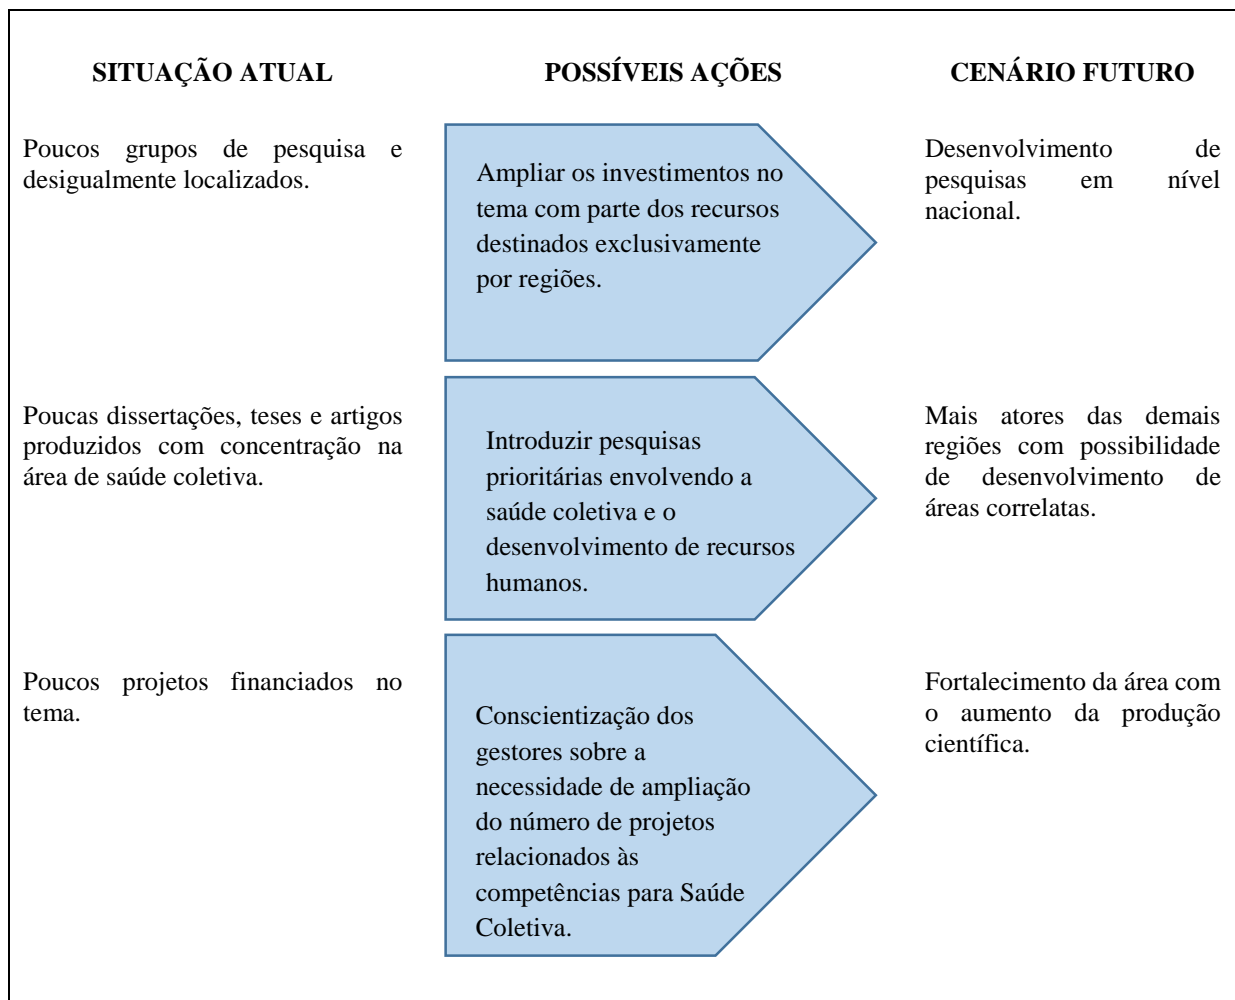 SITUAÇÃO ATUAL
POSSÍVEIS AÇÕES
CENÁRIO FUTURO
Poucos grupos de pesquisa e
desigualmente localizados.
Ampliar os investimentos no
tema com parte dos recursos
destinados exclusivamente
por regiões.
Desenvolvimento de
pesquisas em nível
nacional.
Poucas dissertações, teses e artigos
produzidos com concentração na
área de saúde coletiva.
Introduzir pesquisas
prioritárias envolvendo a
saúde coletiva e o
desenvolvimento de recursos
humanos.
Mais atores das demais
regiões com possibilidade
de desenvolvimento de
áreas correlatas.
Poucos projetos financiados no
tema.
Conscientização dos
gestores sobre a
necessidade de ampliação
do número de projetos
relacionados às
competências para Saúde
Coletiva.
Fortalecimento da área com
o aumento da produção
científica.